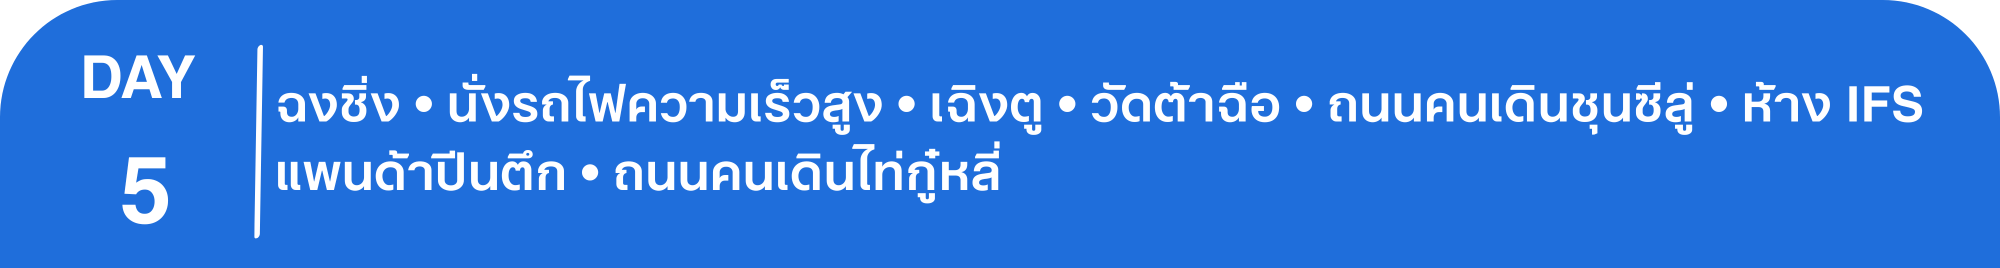 DAY
5
ฉงชิ่ง • นั่งรถไฟความเร็วสูง • เฉิงตู • วัดต้าฉือ • ถนนคนเดินชุนซีลู่ • ห้าง IFS
แพนด้าปีนตึก • ถนนคนเดินไท่กู๋หลี่